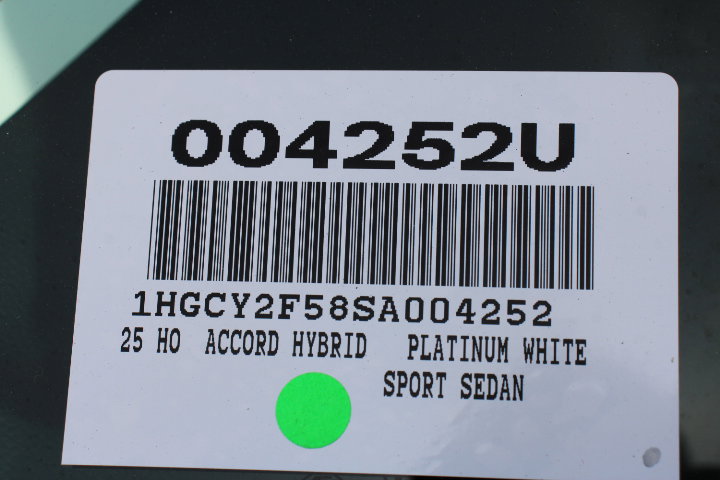 004252U
1HGCY2F58SA004252
25 HO ACCORD HYBRID PLATINUM WHITE
SPORT SEDAN